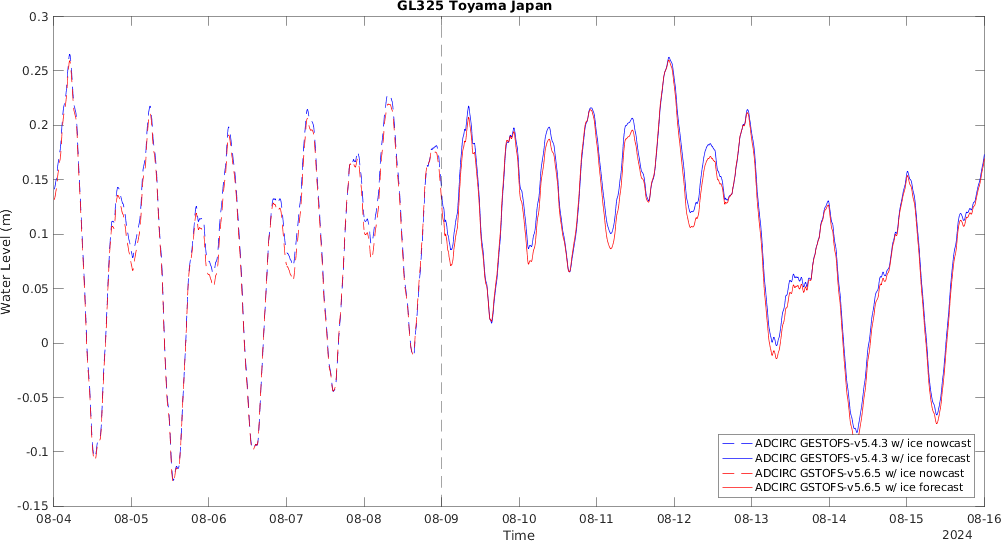 GL325 Toyama Japan
0.3
0.25
0.2
0.15
0.1
0.05
0
-0.05
-0.1
-0.15
Water Level (m)
ADCIRC GESTOFS-v5.4.3 w/ ice nowcast
ADCIRC GESTOFS-v5.4.3 w/ ice forecast
ADCIRC GSTOFS-v5.6.5 w/ ice nowcast
ADCIRC GSTOFS-v5.6.5 w/ ice forecast
08-04 08-05 08-06 08-07 08-08 08-09 08-10 08-11 08-12 08-13 08-14 08-15 08-16
Time
2024